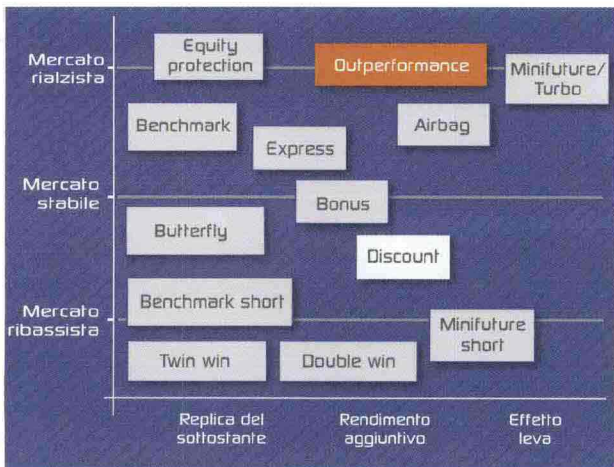 Mercato
rialzista
Equity
protection
Outperformance
Minifuture/
Turbo
Benchmark
Airbag
Express
Mercato
stabile
Bonus
Butterfly
Discount
Benchmark short
Mercato
ribassista
Minifuture
short
Twin win
Double win
Replica del
sottostante
Rendimento
aggiuntivo
Effetto
leva